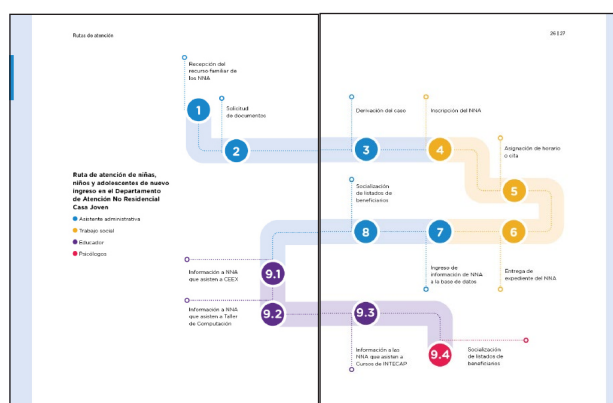 Rutas de atención
26 | 27
Recepción del
recurso familiar de
las NNA
Solicitud
de documentos
Derivación del caso
Inscripción del NNA
Asignación de horario
o cita
1
2
3
4
5
Ruta de atención de niñas,
niños y adolescentes de nuevo
ingreso en el Departamento
de Atención No Residencial
Casa Joven
Asistente administrativa
Trabajo social
Educador
Psicólogos
Socialización
de listados de
beneficiarios
8
7
6
Ingreso de
información de NNA
a la base de datos
Entrega de
expediente del NNA
Información a NNA
que asisten a CEEX
9.1
Información a NNA
que asisten a Taller
de Computación
9.2
9.3
9.4
Información a las
NNA que asisten a
Cursos de INTECAP
Socialización
de listados de
beneficiarios